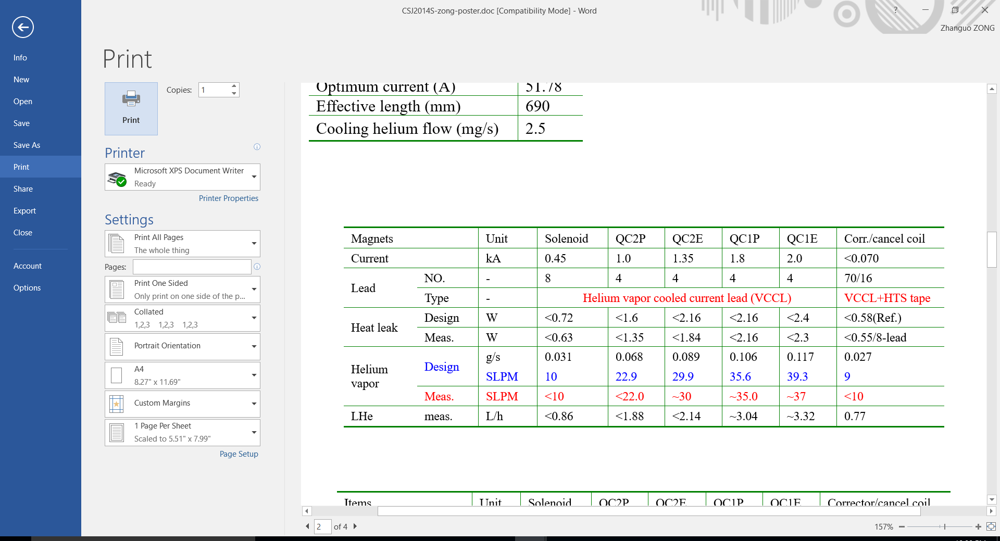 CSJ2014S-zong-poster.doc [Compatibility Mode] - Word
?
Zhanguo ZONG
Info
New
Open
Save
Save As
Print
Share
Export
Close
Account
Options
Print
Print
Copies: 1
Printer
Microsoft XPS Document Writer
Ready
Printer Properties
Settings
Print All Pages
The whole thing
Pages:
Print One Sided
Only print on one side of the p...
Collated
1,2,3 1,2,3 1,2,3
Portrait Orientation
A4
8.27" x 11.69"
Custom Margins
1 Page Per Sheet
Scaled to 5.51" x 7.99"
Page Setup
Optimum current (A) 51.78
Effective length (mm) 690
Cooling helium flow (mg/s) 2.5
Magnets Unit Solenoid QC2P QC2E QC1P QC1E Corr./cancel coil
Current kA 0.45 1.0 1.35 1.8 2.0 <0.070
Lead NO. - 8 4 4 4 4 70/16
Type - Helium vapor cooled current lead (VCCL) VCCL+HTS tape
Heat leak Design W <0.72 <1.6 <2.16 <2.16 <2.4 <0.58(Ref.)
Meas. W <0.63 <1.35 <1.84 <2.16 <2.3 <0.55/8-lead
Helium vapor Design g/s 0.031 0.068 0.089 0.106 0.117 0.027
SLPM 10 22.9 29.9 35.6 39.3 9
Meas. SLPM <10 <22.0 ~30 ~35.0 ~37 <10
LHe meas. L/h <0.86 <1.88 <2.14 ~3.04 ~3.32 0.77
Items Unit Solenoid QC2P QC2E QC1P QC1E Corrector/cancel coil
2 of 4
157%